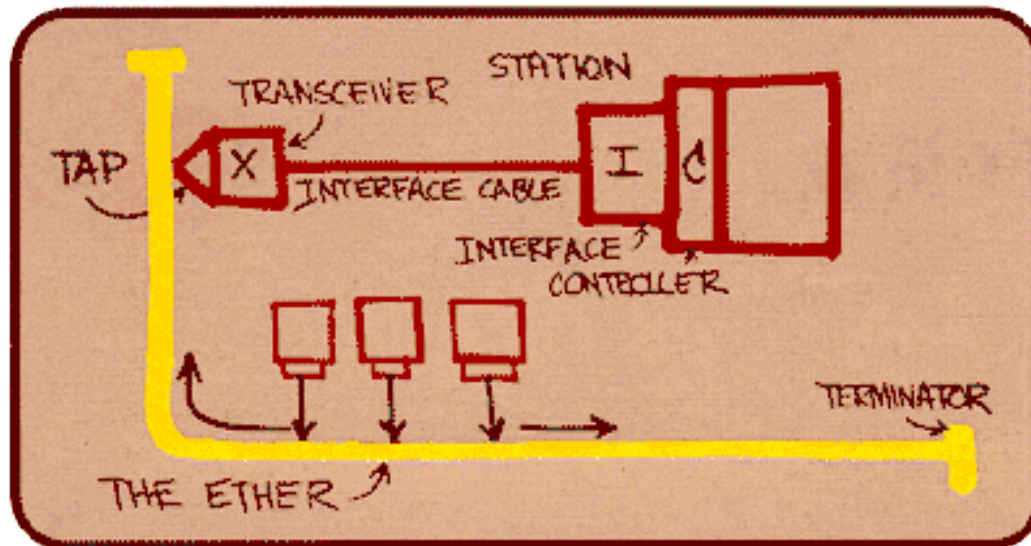 STATION
TRANSCEIVER
TAP
X
I
C
INTERFACE CABLE
INTERFACE
CONTROLLER
TERMINATOR
THE ETHER